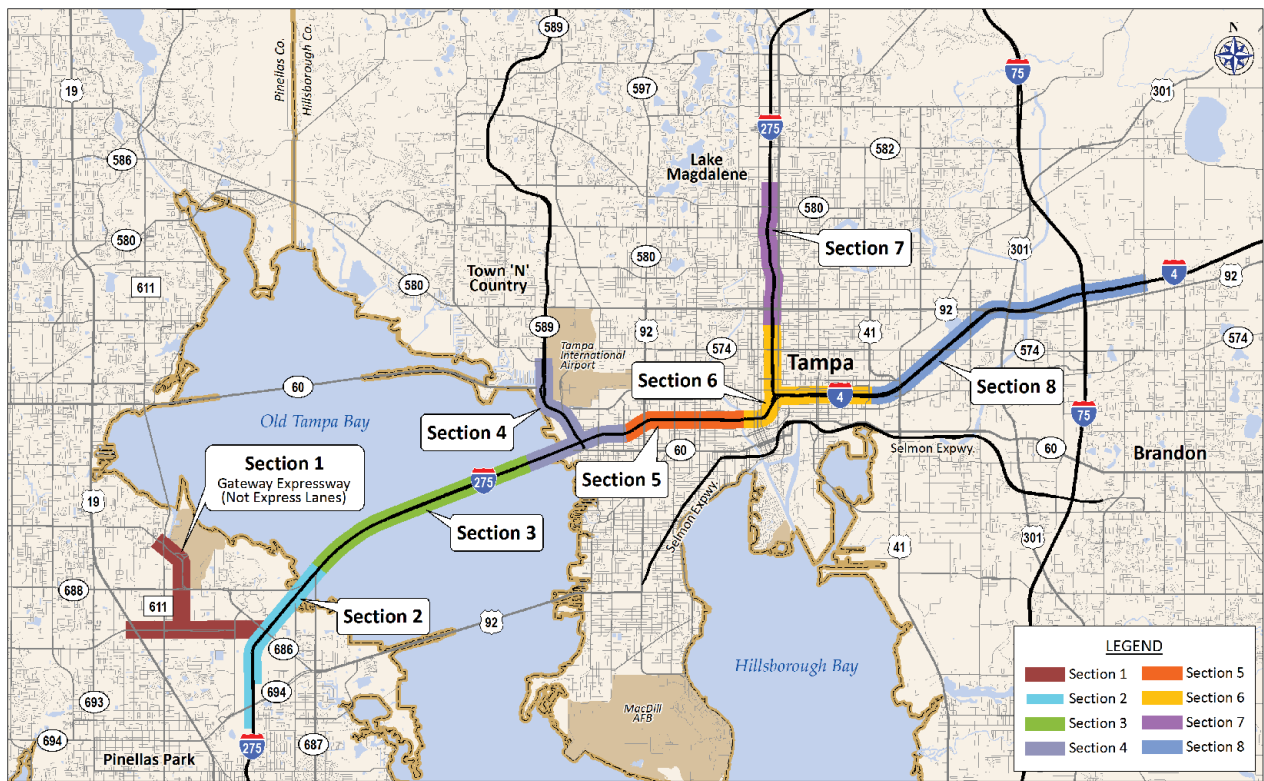 589
N
Pinellas Co.
Hillsborough Co.
19
597
75
301
275
586
Lake
Magdalene
582
580
580
Section 7
301
611
580
Town 'N'
Country
580
4
92
92
589
92
41
574
574
574
Tampa
International
Airport
Tampa
Section 6
Section 8
4
60
75
Old Tampa Bay
Section 4
60
Selmon Expwy.
60
Brandon
Section 1
Gateway Expressway
(Not Express Lanes)
Section 5
275
19
Selmon Expwy.
Section 3
301
41
688
611
Section 2
92
686
Hillsborough Bay
694
693
MacDill
AFB
694
275
687
Pinellas Park
LEGEND
Section 1
Section 5
Section 2
Section 6
Section 3
Section 7
Section 4
Section 8